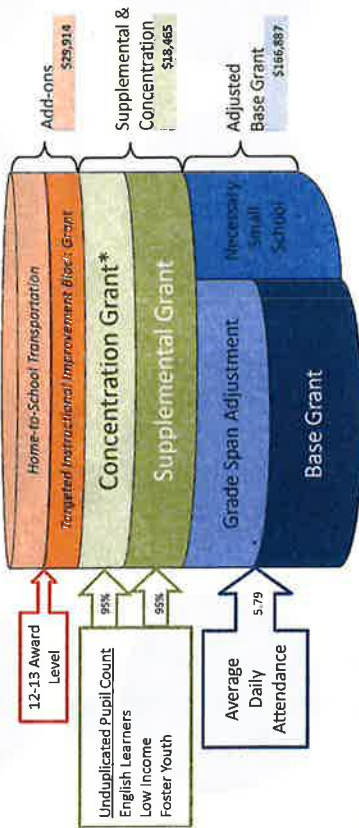 12-13 Award
Level
Unduplicated Pupil Count
English Learners
Low Income
Foster Youth
95%
95%
Average
Daily
Attendance
5.79
Home-to-School Transportation
Targeted Instructional Improvement Block Grant
Concentration Grant*
Supplemental Grant
Grade Span Adjustment
Base Grant
Necessary
Small
School
Add-ons
$29,914
Supplemental &
Concentration
$18,465
Adjusted
Base Grant
$166,887